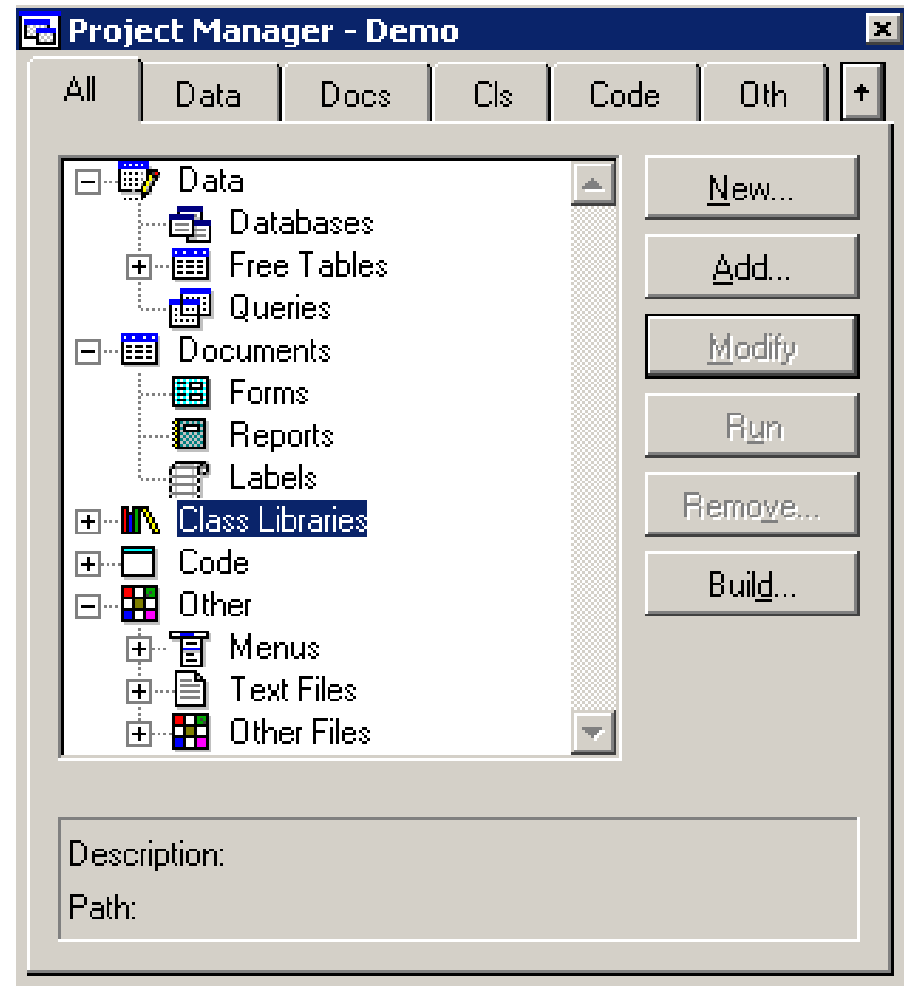 Project Manager - Demo
All Data Docs Cls Code Oth
Data
Databases
Free Tables
Queries
Documents
Forms
Reports
Labels
Class Libraries
Code
Other
Menus
Text Files
Other Files
New...
Add...
Modify
Run
Remove...
Build...
Description:
Path: